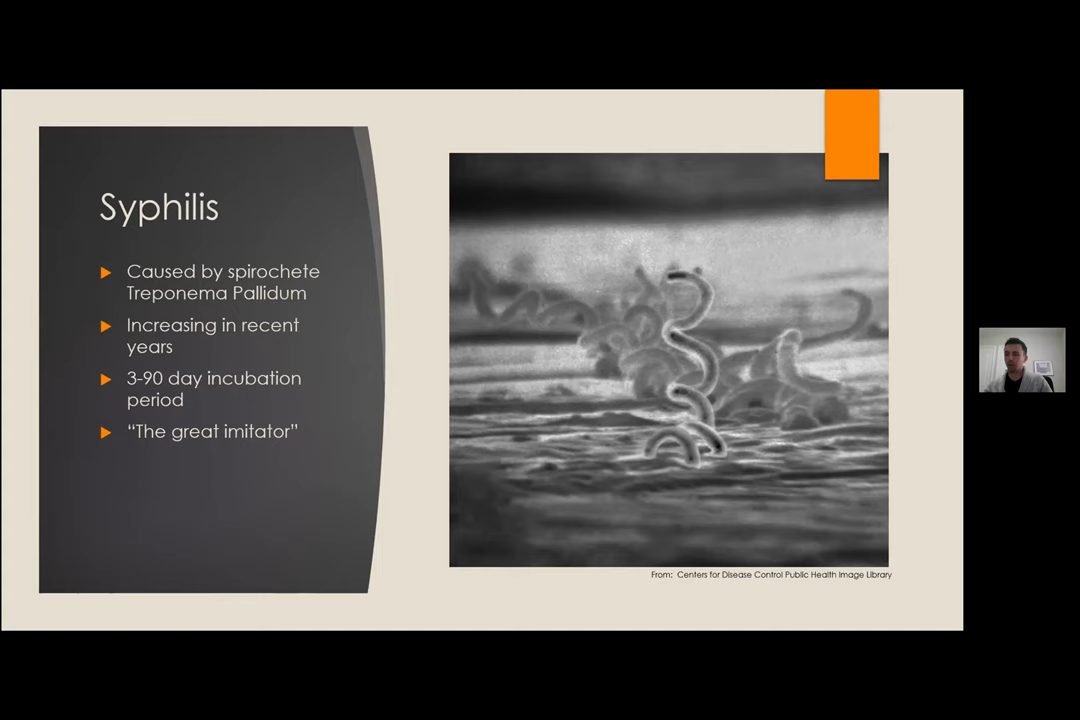 Syphilis
Caused by spirochete
Treponema Pallidum
Increasing in recent
years
3-90 day incubation
period
“The great imitator”
From: Centers for Disease Control Public Health Image Library